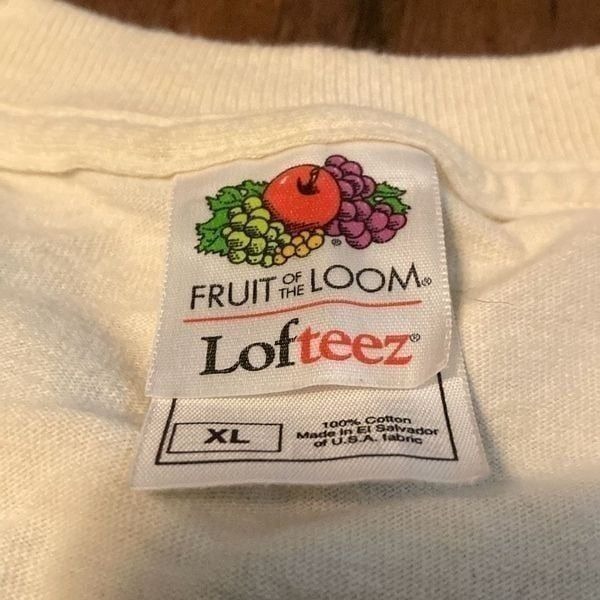 FRUIT OF THE LOOM®
Lofteez®
XL
100% Cotton
Made in El Salvador
of U.S.A. fabric